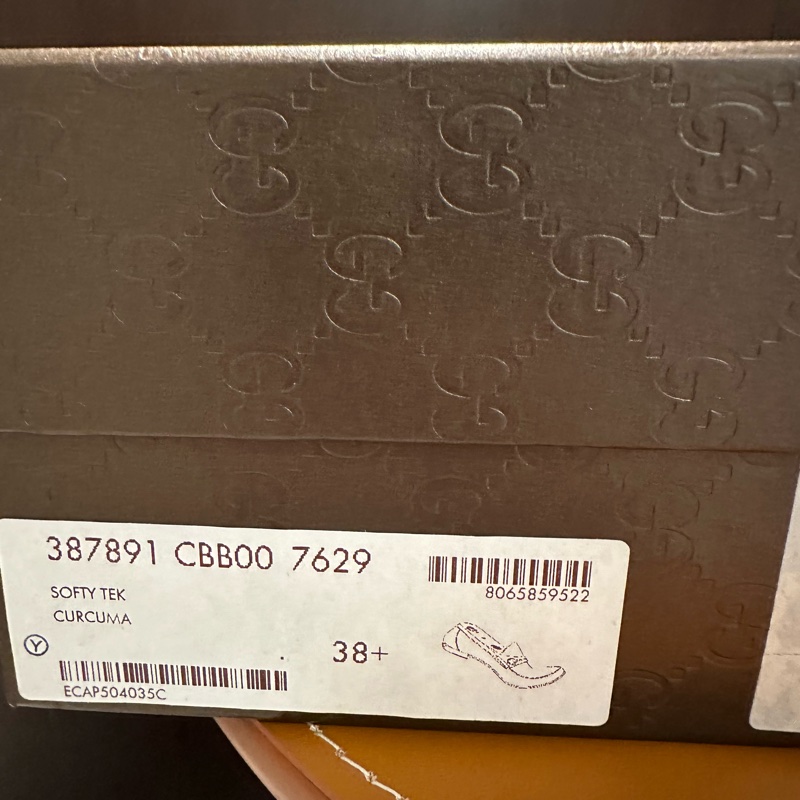 387891 CBB00 7629
8065859522
SOFTY TEK
CURCUMA
Y
38+
ECAP504035C